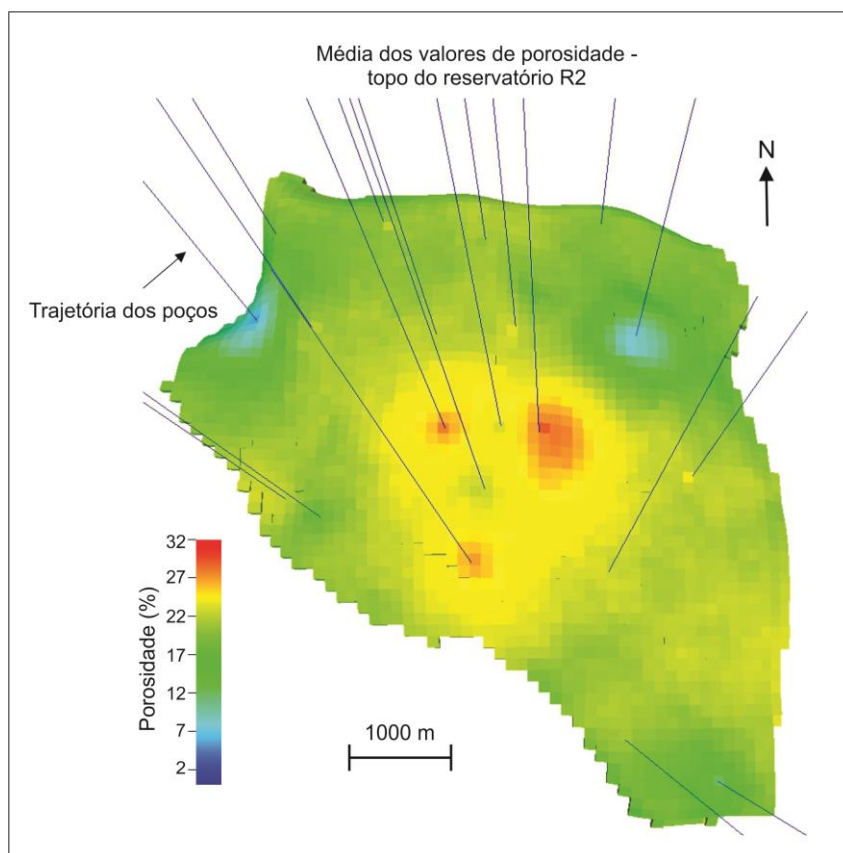 Média dos valores de porosidade -
topo do reservatório R2
N
Trajetória dos poços
Porosidade (%)
32
27
22
17
12
7
2
1000 m